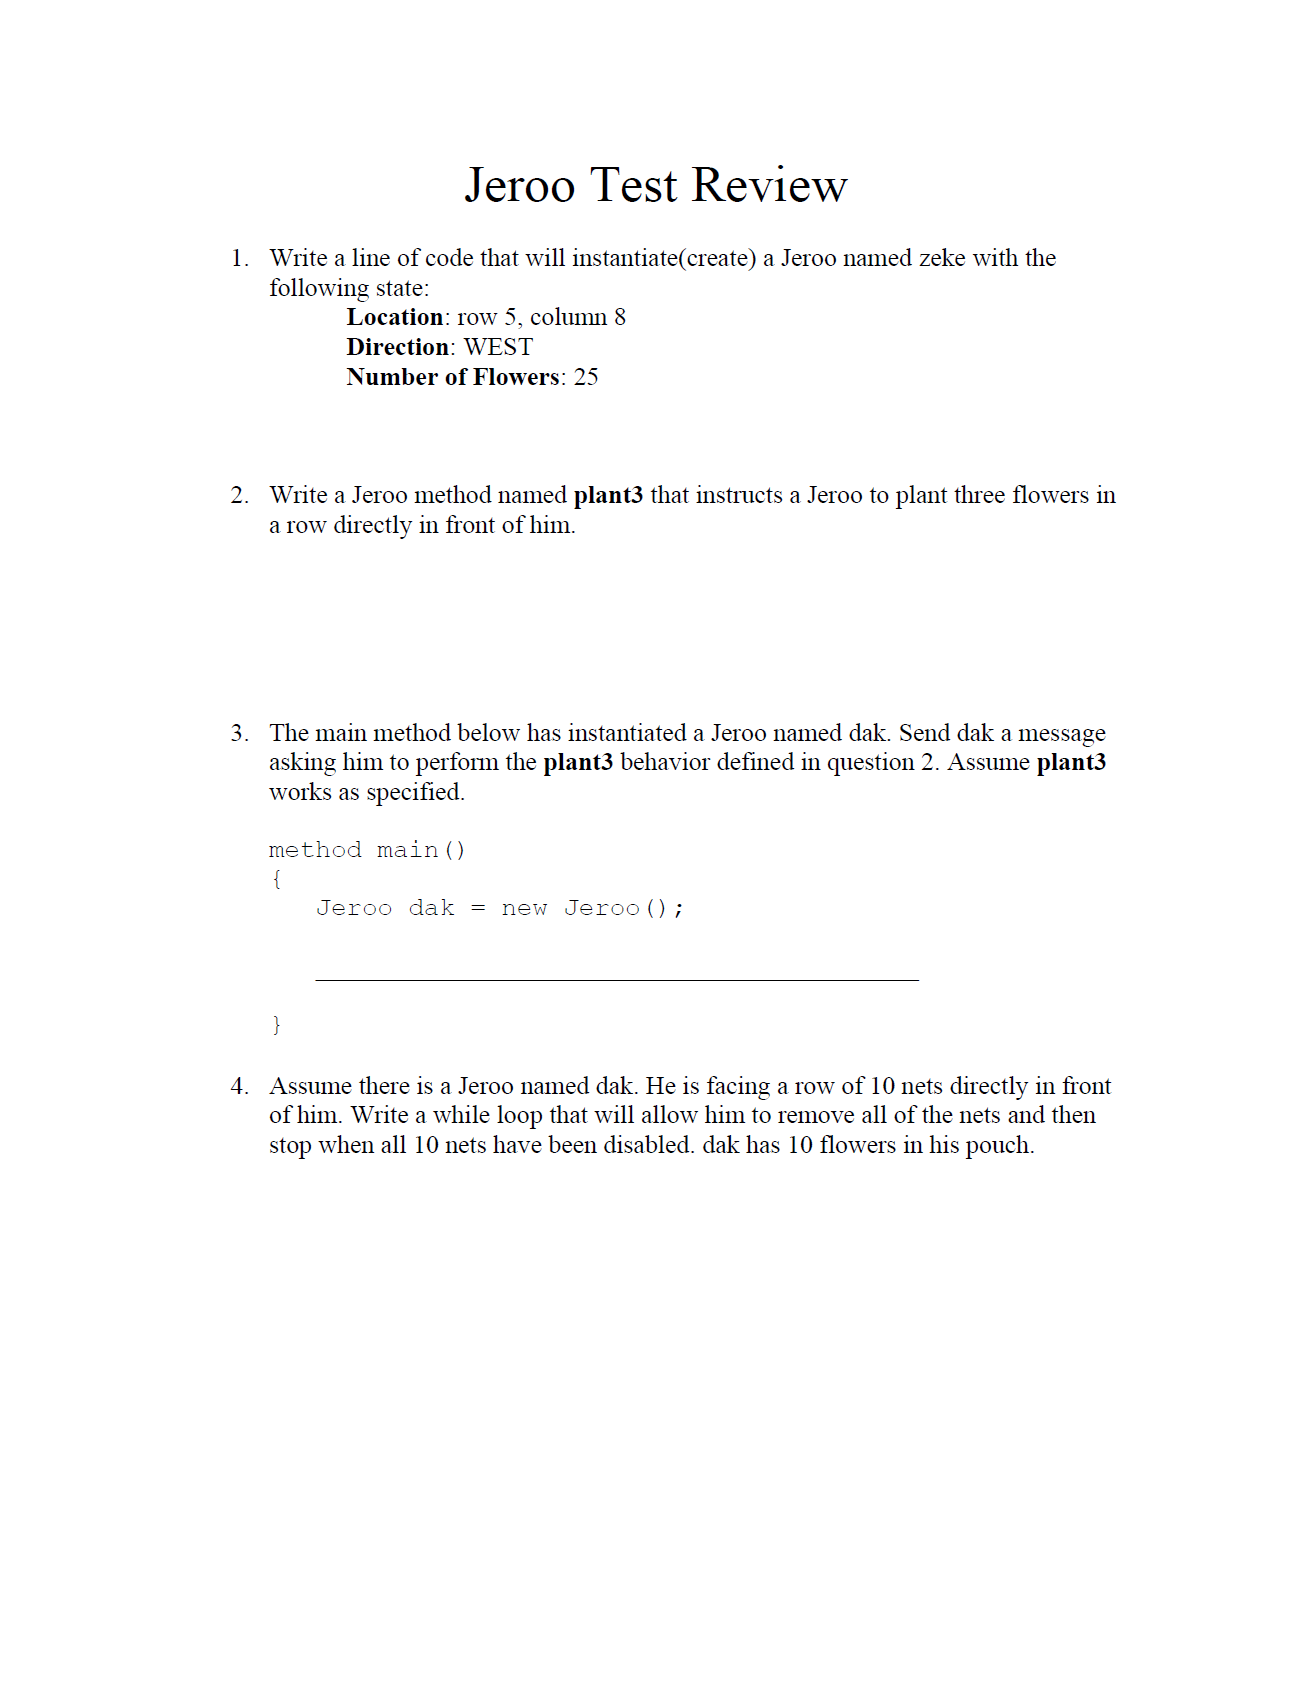 Jeroo Test Review
1. Write a line of code that will instantiate(create) a Jeroo named zeke with the
following state:
Location: row 5, column 8
Direction: WEST
Number of Flowers: 25
2. Write a Jeroo method named plant3 that instructs a Jeroo to plant three flowers in
a row directly in front of him.
3. The main method below has instantiated a Jeroo named dak. Send dak a message
asking him to perform the plant3 behavior defined in question 2. Assume plant3
works as specified.
method main()
{
Jeroo dak = new Jeroo();
}
4. Assume there is a Jeroo named dak. He is facing a row of 10 nets directly in front
of him. Write a while loop that will allow him to remove all of the nets and then
stop when all 10 nets have been disabled. dak has 10 flowers in his pouch.